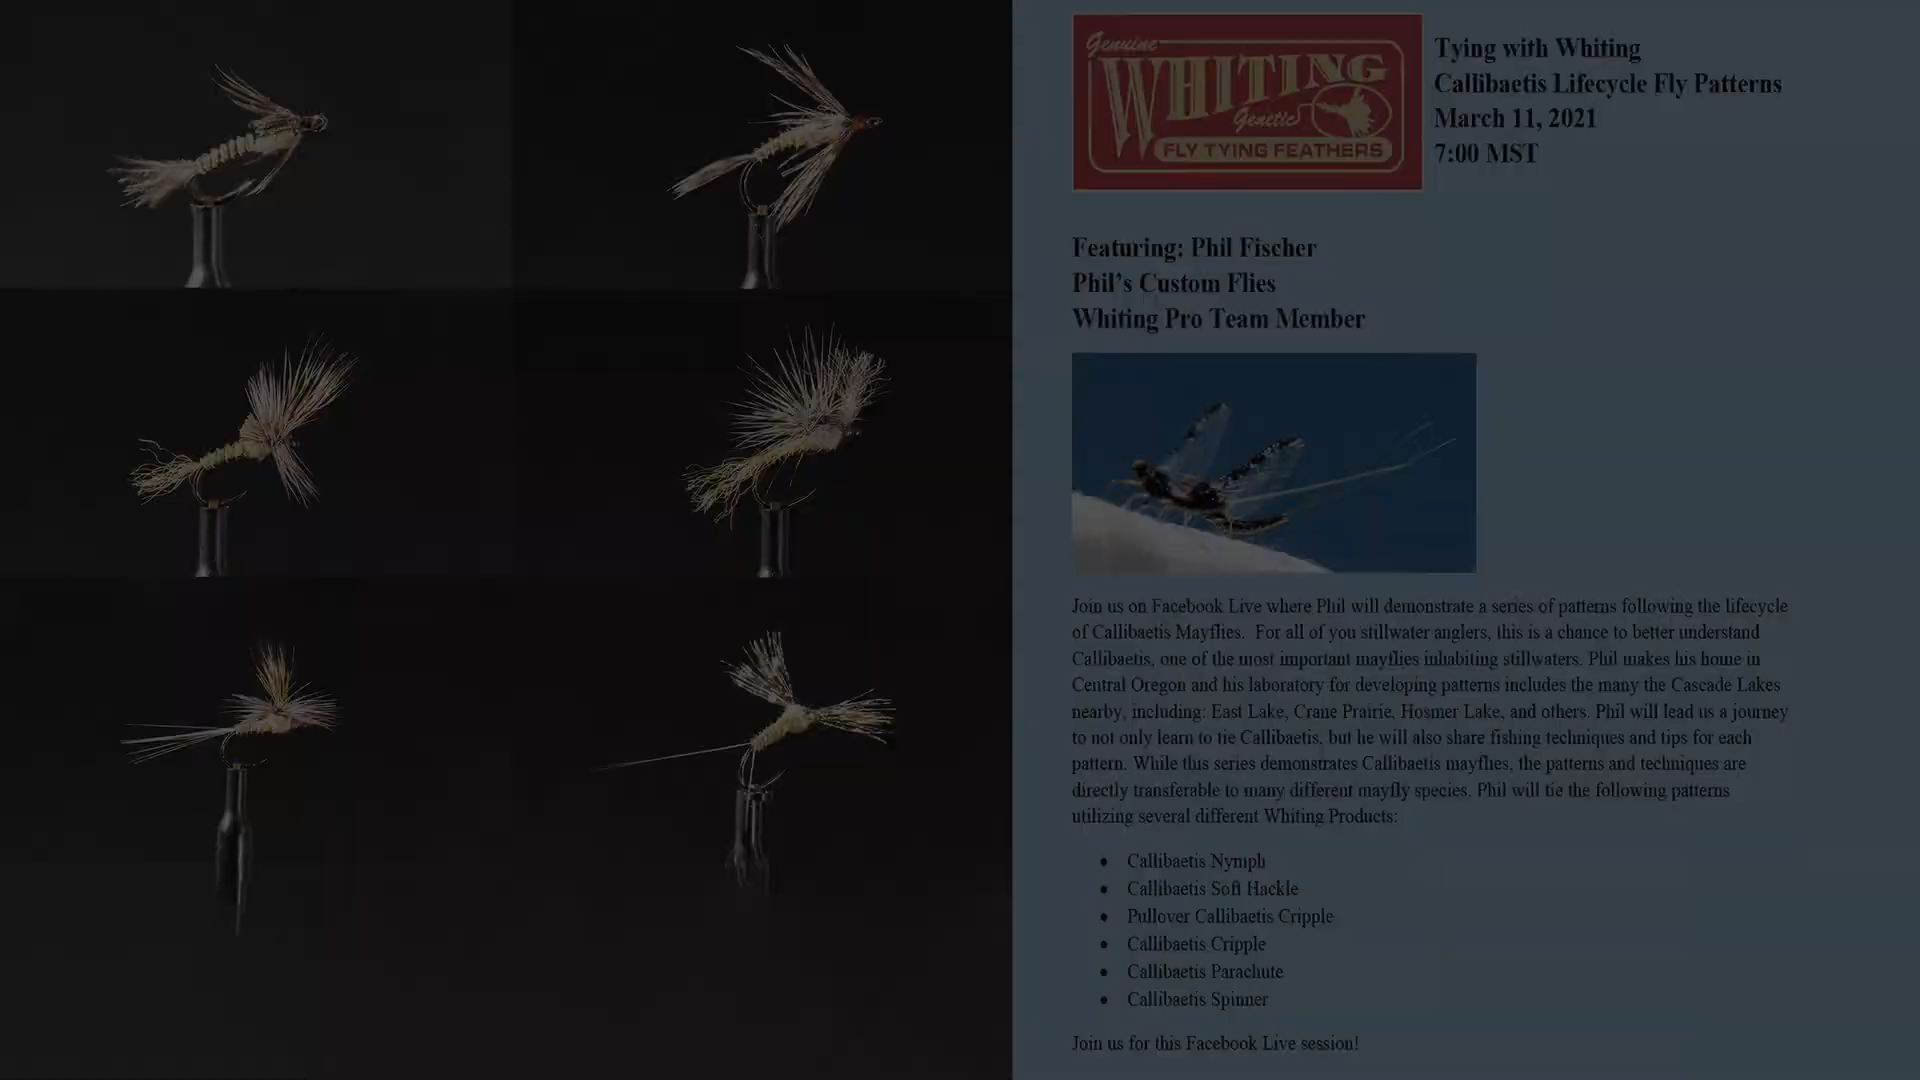 Genuine
WHITING
Genetic
FLY TYING FEATHERS
Tying with Whiting
Callibaetis Lifecycle Fly Patterns
March 11, 2021
7:00 MST
Featuring: Phil Fischer
Phil's Custom Flies
Whiting Pro Team Member
Join us on Facebook Live where Phil will demonstrate a series of patterns following the lifecycle
of Callibaetis Mayflies.  For all of you stillwater anglers, this is a chance to better understand
Callibaetis, one of the most important mayflies inhabiting stillwaters. Phil makes his home in
Central Oregon and his laboratory for developing patterns includes the many the Cascade Lakes
nearby, including: East Lake, Crane Prairie, Hosmer Lake, and others. Phil will lead us a journey
to not only learn to tie Callibaetis, but he will also share fishing techniques and tips for each
pattern. While this series demonstrates Callibaetis mayflies, the patterns and techniques are
directly transferable to many different mayfly species. Phil will tie the following patterns
utilizing several different Whiting Products:
• Callibaetis Nymph
• Callibaetis Soft Hackle
• Pullover Callibaetis Cripple
• Callibaetis Cripple
• Callibaetis Parachute
• Callibaetis Spinner
Join us for this Facebook Live session!